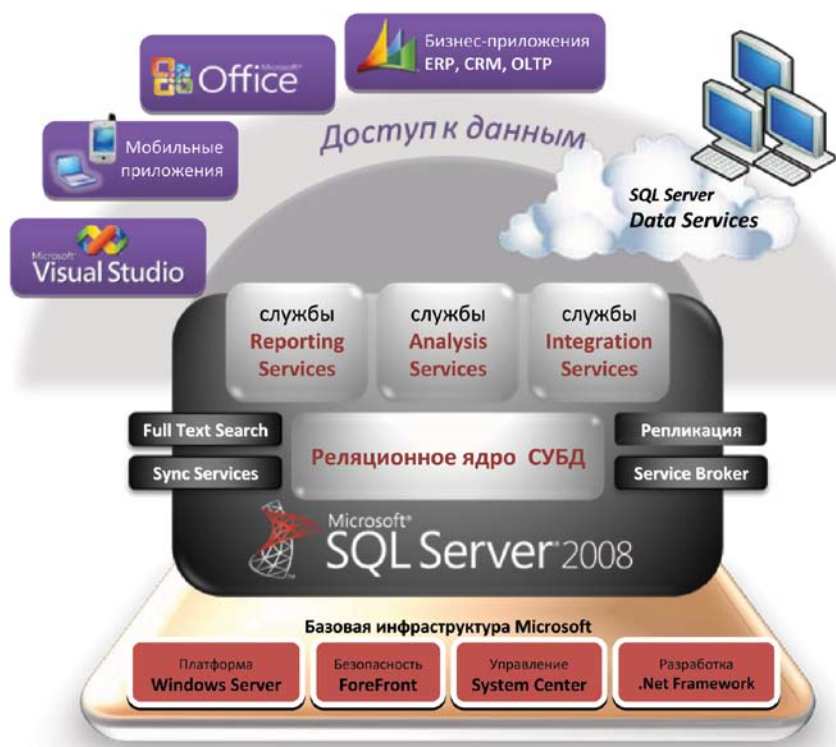 Бизнес-приложения
ERP, CRM, OLTP
Microsoft®
Office
Доступ к данным
Мобильные
приложения
SQL Server
Data Services
Microsoft®
Visual Studio
службы
Reporting
Services
службы
Analysis
Services
службы
Integration
Services
Full Text Search
Sync Services
Реляционное ядро СУБД
Репликация
Service Broker
Microsoft®
SQL Server® 2008
Базовая инфраструктура Microsoft
Платформа
Windows Server
Безопасность
ForeFront
Управление
System Center
Разработка
.Net Framework